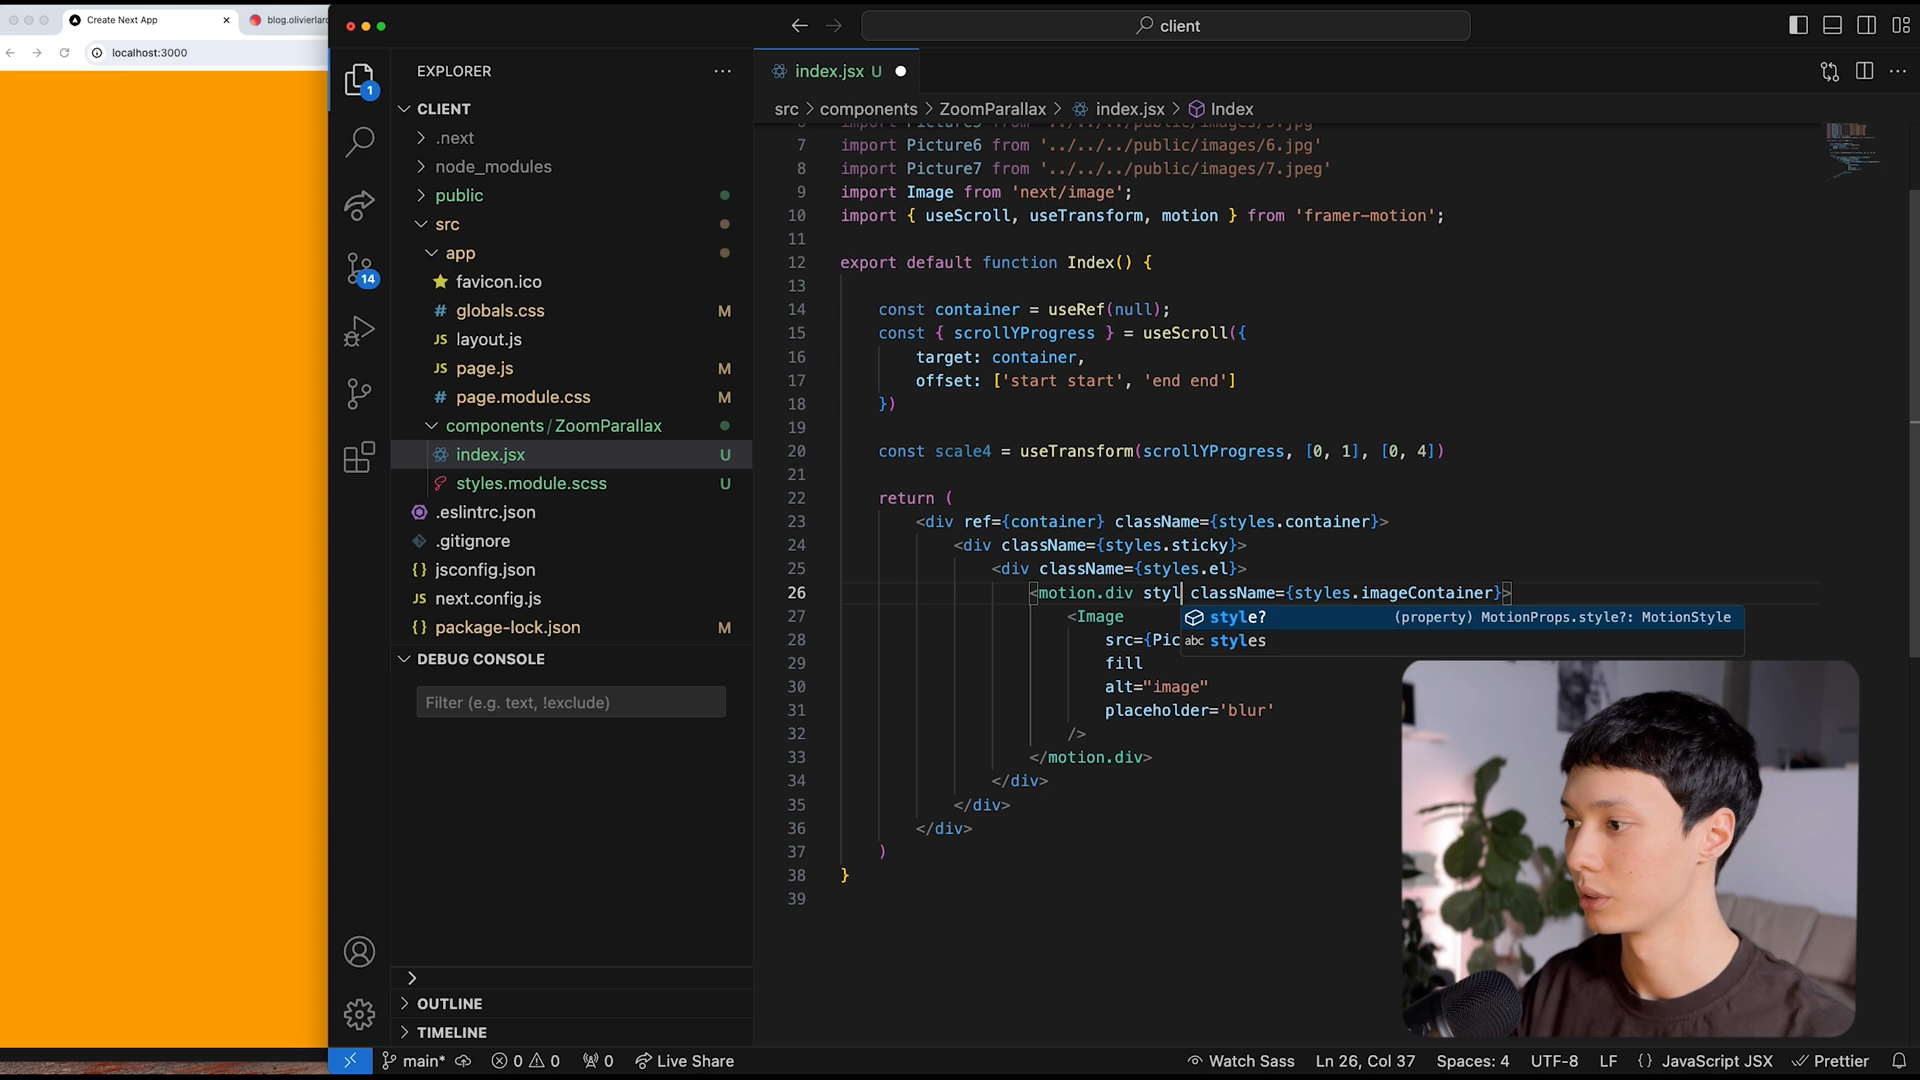 Create Next App
blog.olivierlarc
client
localhost:3000
EXPLORER
index.jsx U
src > components > ZoomParallax > index.jsx > Index
1
CLIENT
.next
node_modules
public
src
app
14
favicon.ico
globals.css M
layout.js
page.js M
page.module.css M
components / ZoomParallax
index.jsx U
styles.module.scss U
.eslintrc.json
.gitignore
jsconfig.json
next.config.js
package-lock.json M
DEBUG CONSOLE
Filter (e.g. text, !exclude)
OUTLINE
TIMELINE
7 import Picture6 from '../../../public/images/6.jpg'
8 import Picture7 from '../../../public/images/7.jpeg'
9 import Image from 'next/image';
10 import { useScroll, useTransform, motion } from 'framer-motion';
11
12 export default function Index() {
13
14 const container = useRef(null);
15 const { scrollYProgress } = useScroll({
16 target: container,
17 offset: ['start start', 'end end']
18 })
19
20 const scale4 = useTransform(scrollYProgress, [0, 1], [0, 4])
21
22 return (
23 <div ref={container} className={styles.container}>
24 <div className={styles.sticky}>
25 <div className={styles.el}>
26 <motion.div styl className={styles.imageContainer}>
27 <Image
style? (property) MotionProps.style?: MotionStyle
28 src={Pic
abc styles
29 fill
30 alt="image"
31 placeholder='blur'
32 />
33 </motion.div>
34 </div>
35 </div>
36 </div>
37 )
38 }
39
main* 0 0 0 Live Share
Watch Sass Ln 26, Col 37 Spaces: 4 UTF-8 LF {} JavaScript JSX Prettier